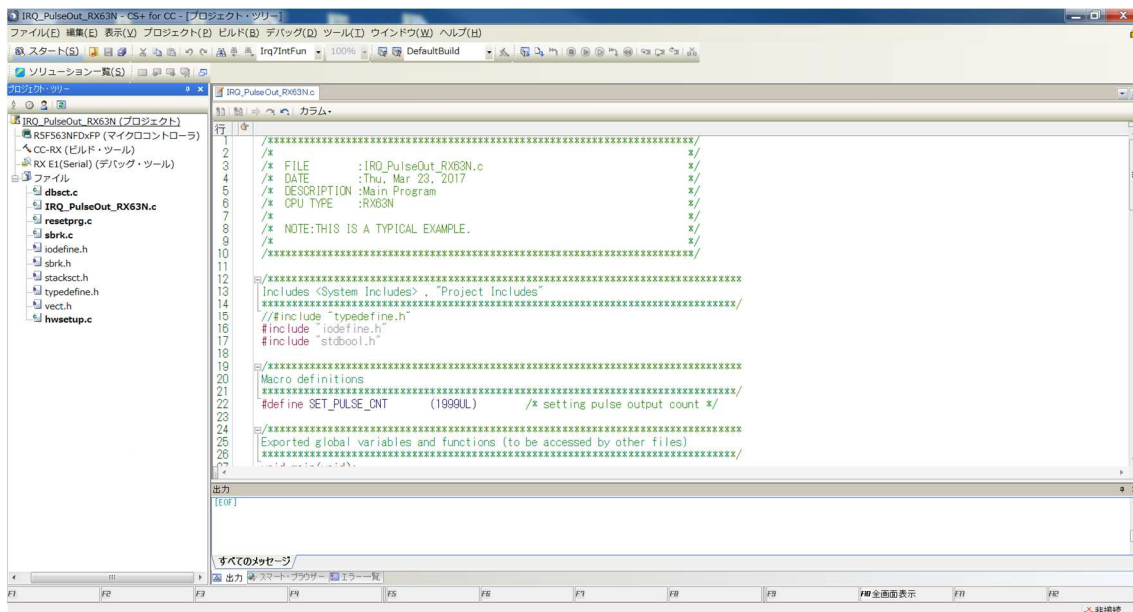 IRQ_PulseOut_RX63N - CS+ for CC - [プロジェクト・ツリー]
ファイル(F) 編集(E) 表示(V) プロジェクト(P) ビルド(B) デバッグ(D) ツール(T) ウインドウ(W) ヘルプ(H)
スタート(S) Irq7IntFun 100% DefaultBuild
ソリューション一覧(S)
プロジェクト・ツリー
IRQ_PulseOut_RX63N (プロジェクト)
R5F563NFDxFP (マイクロコントローラ)
CC-RX (ビルド・ツール)
RX E1(Serial) (デバッグ・ツール)
ファイル
dbsct.c
IRQ_PulseOut_RX63N.c
resetprg.c
sbrk.c
iodefine.h
sbrk.h
stacksct.h
typedefine.h
vect.h
hwsetup.c
IRQ_PulseOut_RX63N.c
カラム
行
1 /***********************************************************************/
2 /* */
3 /* FILE :IRQ_PulseOut_RX63N.c */
4 /* DATE :Thu, Mar 23, 2017 */
5 /* DESCRIPTION :Main Program */
6 /* CPU TYPE :RX63N */
7 /* */
8 /* NOTE:THIS IS A TYPICAL EXAMPLE. */
9 /* */
10 /***********************************************************************/
11
12 /*******************************************************************************
13 Includes <System Includes> , "Project Includes"
14 *******************************************************************************/
15 //#include "typedefine.h"
16 #include "iodefine.h"
17 #include "stdbool.h"
18
19 /*******************************************************************************
20 Macro definitions
21 *******************************************************************************/
22 #define SET_PULSE_CNT (1999UL) /* setting pulse output count */
23
24 /*******************************************************************************
25 Exported global variables and functions (to be accessed by other files)
26 *******************************************************************************/
27 void main(void);
出力
[EOF]
すべてのメッセージ
出力 スマート・ブラウザー エラー一覧
F1 F2 F3 F4 F5 F6 F7 F8 F9 F10 全画面表示 F11 F12
非接続